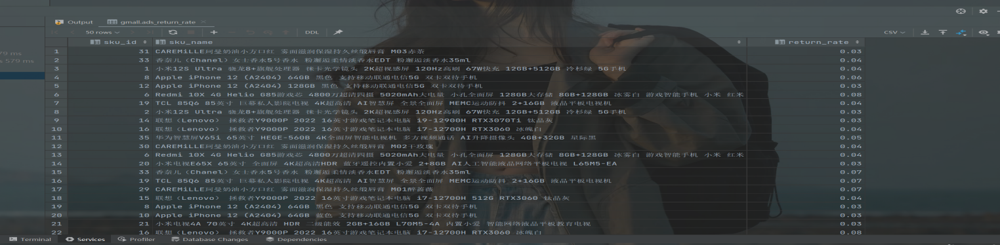 Output gmall.ads_return_rate
50 rows DDL CSV
sku_id sku_name return_rate
79 ms
s 579 ms
1 31 CAREMiLLE珂曼奶油小方口红 雾面滋润保湿持久丝缎唇膏 M03赤茶 0.03
2 33 香奈儿（Chanel）女士香水5号香水 粉邂逅柔情淡香水EDT 粉邂逅淡香水35ml 0.04
3 1 小米12S Ultra 骁龙8+旗舰处理器 徕卡光学镜头 2K超视感屏 120Hz高刷 67W快充 12GB+512GB 冷杉绿 5G手机 0.04
4 8 Apple iPhone 12 (A2404) 64GB 黑色 支持移动联通电信5G 双卡双待手机 0.06
5 12 Apple iPhone 12 (A2404) 128GB 黑色 支持移动联通电信5G 双卡双待手机 0.03
6 6 Redmi 10X 4G Helio G85游戏芯 4800万超清四摄 5020mAh大电量 小孔全面屏 128GB大存储 8GB+128GB 冰雾白 游戏智能手机 小米 红米 0.08
7 19 TCL 85Q6 85英寸 巨幕私人影院电视 4K超高清 AI智慧屏 全景全面屏 MEMC运动防抖 2+16GB 液晶平板电视机 0.04
8 2 小米12S Ultra 骁龙8+旗舰处理器 徕卡光学镜头 2K超视感屏 120Hz高刷 67W快充 12GB+512GB 冷杉绿 5G手机 0.03
9 14 联想（Lenovo） 拯救者Y9000P 2022 16英寸游戏笔记本电脑 i9-12900H RTX3070Ti 钛晶灰 0.03
10 16 联想（Lenovo） 拯救者Y9000P 2022 16英寸游戏笔记本电脑 i7-12700H RTX3060 冰魄白 0.04
11 35 华为智慧屏V65i 65英寸 HEGE-560B 4K全面屏智能电视机 多方视频通话 AI升降摄像头 4GB+32GB 星际黑 0.05
12 30 CAREMiLLE珂曼奶油小方口红 雾面滋润保湿持久丝缎唇膏 M02干玫瑰 0.04
13 6 Redmi 10X 4G Helio G85游戏芯 4800万超清四摄 5020mAh大电量 小孔全面屏 128GB大存储 8GB+128GB 冰雾白 游戏智能手机 小米 红米 0.04
14 20 小米电视E65X 65英寸 全面屏 4K超高清HDR 蓝牙遥控内置小爱 2+8GB AI人工智能液晶网络平板电视 L65M5-EA 0.03
15 33 香奈儿（Chanel）女士香水5号香水 粉邂逅柔情淡香水EDT 粉邂逅淡香水35ml 0.07
16 19 TCL 85Q6 85英寸 巨幕私人影院电视 4K超高清 AI智慧屏 全景全面屏 MEMC运动防抖 2+16GB 液晶平板电视机 0.07
17 29 CAREMiLLE珂曼奶油小方口红 雾面滋润保湿持久丝缎唇膏 M01醉蔷薇 0.07
18 15 联想（Lenovo） 拯救者Y9000P 2022 16英寸游戏笔记本电脑 i7-12700H 512G RTX3060 钛晶灰 0.04
19 8 Apple iPhone 12 (A2404) 64GB 黑色 支持移动联通电信5G 双卡双待手机 0.03
20 10 Apple iPhone 12 (A2404) 64GB 蓝色 支持移动联通电信5G 双卡双待手机 0.03
21 21 小米电视4A 70英寸 4K超高清 HDR 二级能效 2GB+16GB L70M5-4A 内置小爱 智能网络液晶平板教育电视 0.03
22 16 联想（Lenovo） 拯救者Y9000P 2022 16英寸游戏笔记本电脑 i7-12700H RTX3060 冰魄白 0.08
Terminal Services Profiler Database Changes Dependencies